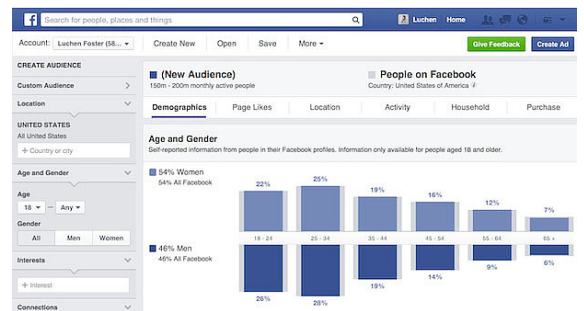 f Search for people, places and things Luchen Home
Account: Luchen Foster (58... Create New Open Save More Give Feedback Create Ad
CREATE AUDIENCE
Custom Audience
Location
UNITED STATES
All United States
+ Country or city
Age and Gender
Age
18 — Any
Gender
All Men Women
Interests
+ Interest
Connections
(New Audience)
150m - 200m monthly active people
People on Facebook
Country: United States of America
Demographics Page Likes Location Activity Household Purchase
Age and Gender
Self-reported information from people in their Facebook profiles. Information only available for people aged 18 and older.
54% Women
54% All Facebook
22% 25% 19% 16% 12% 7%
18 - 24 25 - 34 35 - 44 45 - 54 55 - 64 65 +
46% Men
46% All Facebook
26% 28% 19% 14% 9% 6%